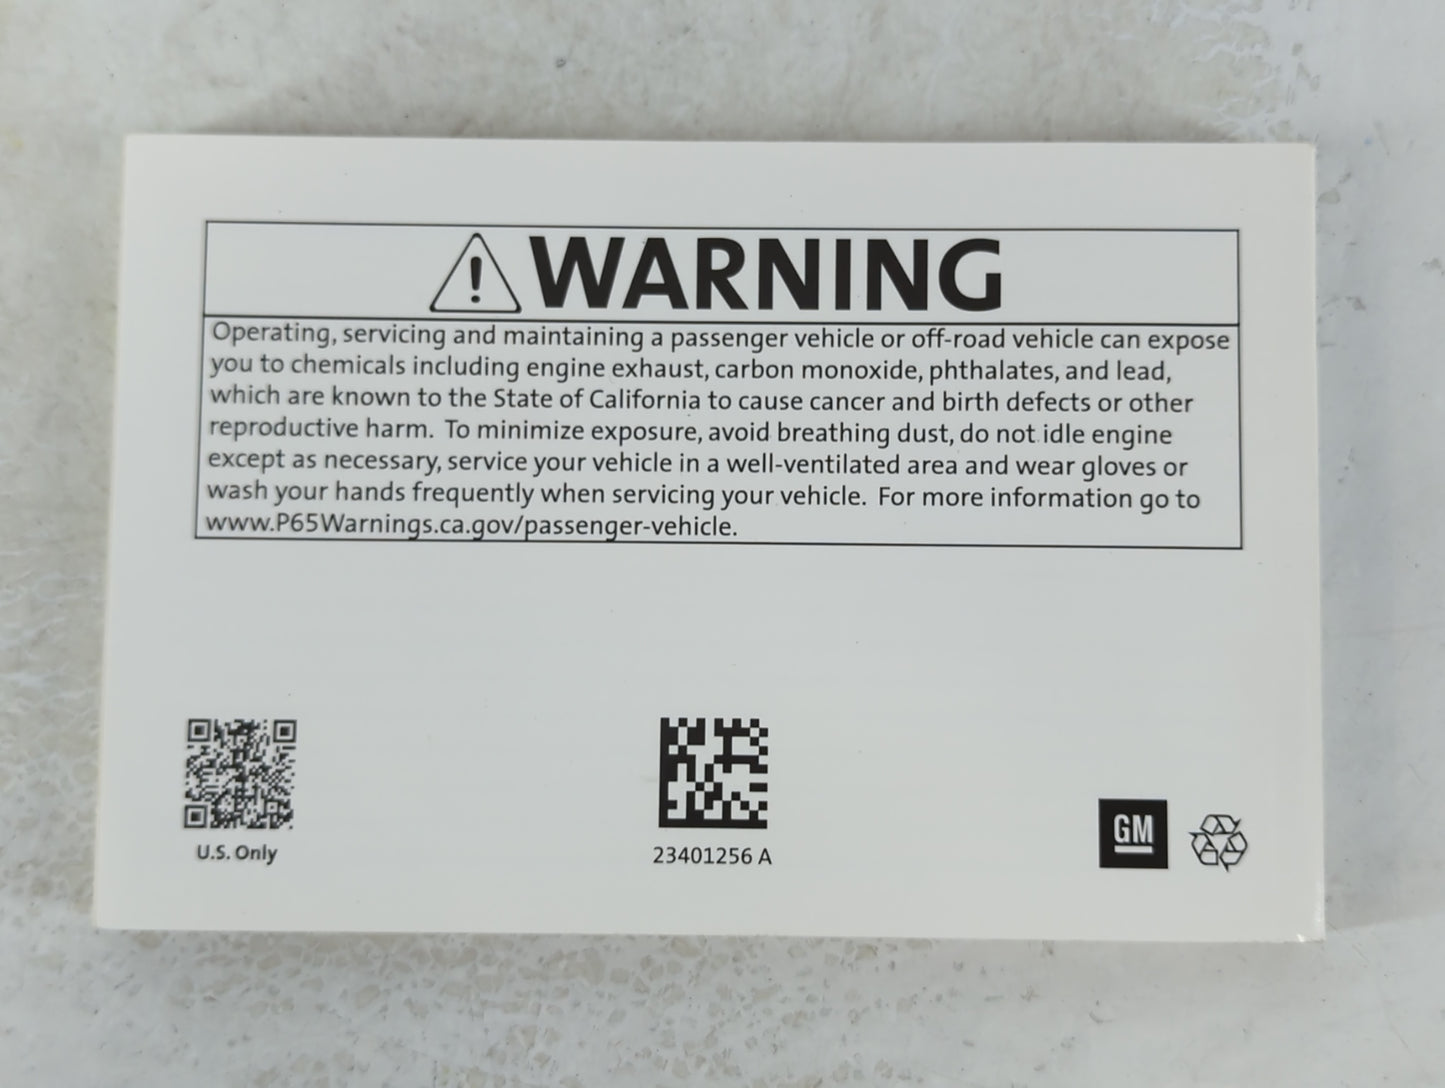 WARNING
Operating, servicing and maintaining a passenger vehicle or off-road vehicle can expose
you to chemicals including engine exhaust, carbon monoxide, phthalates, and lead,
which are known to the State of California to cause cancer and birth defects or other
reproductive harm. To minimize exposure, avoid breathing dust, do not idle engine
except as necessary, service your vehicle in a well-ventilated area and wear gloves or
wash your hands frequently when servicing your vehicle. For more information go to
www.P65Warnings.ca.gov/passenger-vehicle.
U.S. Only
23401256 A
GM